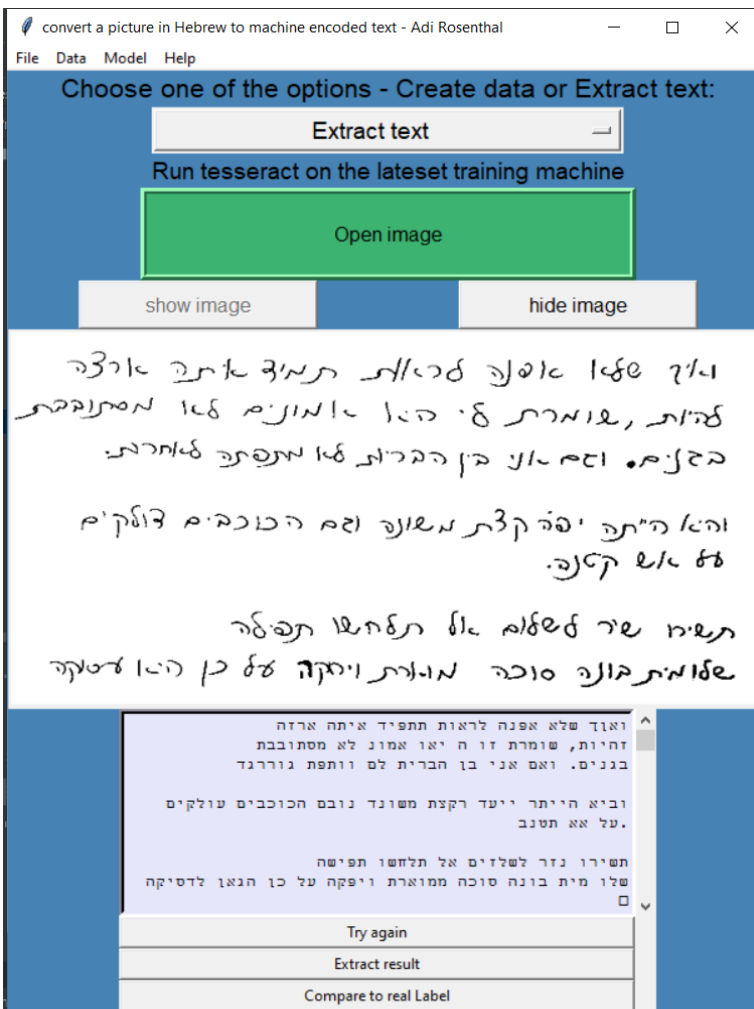 convert a picture in Hebrew to machine encoded text - Adi Rosenthal
File Data Model Help
Choose one of the options - Create data or Extract text:
Extract text
Run tesseract on the lateset training machine
Open image
show image hide image
ואיך שלא אפנה לראות תמיד איתה ארצה
להיות, שומרת לי היא אמונים לא מסתובבת
בגנים. וגם אני בין הבריות לא מתפתה לאחרות.
והיא הייתה יפה קצת משונה וגם הכוכבים דולקים
על אש קטנה.
תשירו שיר לשלום אל תלחשו תפילה
שלומית בונה סוכה מוארת וירוקה על כן היא עסוקה
ואוך שלא אפנה לראות תתפיד איתה ארזה
זהיות, שומרת זו ה יאו אמונ לא מסתובבת
בגנים. ואם אני בן הברית לם וותפת גוררגד
וביא הייתר ייעד רקצת משונד נובם הכוכבים עולקים
על אא תטנב.
תשירו נזר לשלזים אל תלחשו תפישה
שלו מית בונה סוכה ממוארת ויפקה על כן הגאן לדסיקה
Try again
Extract result
Compare to real Label